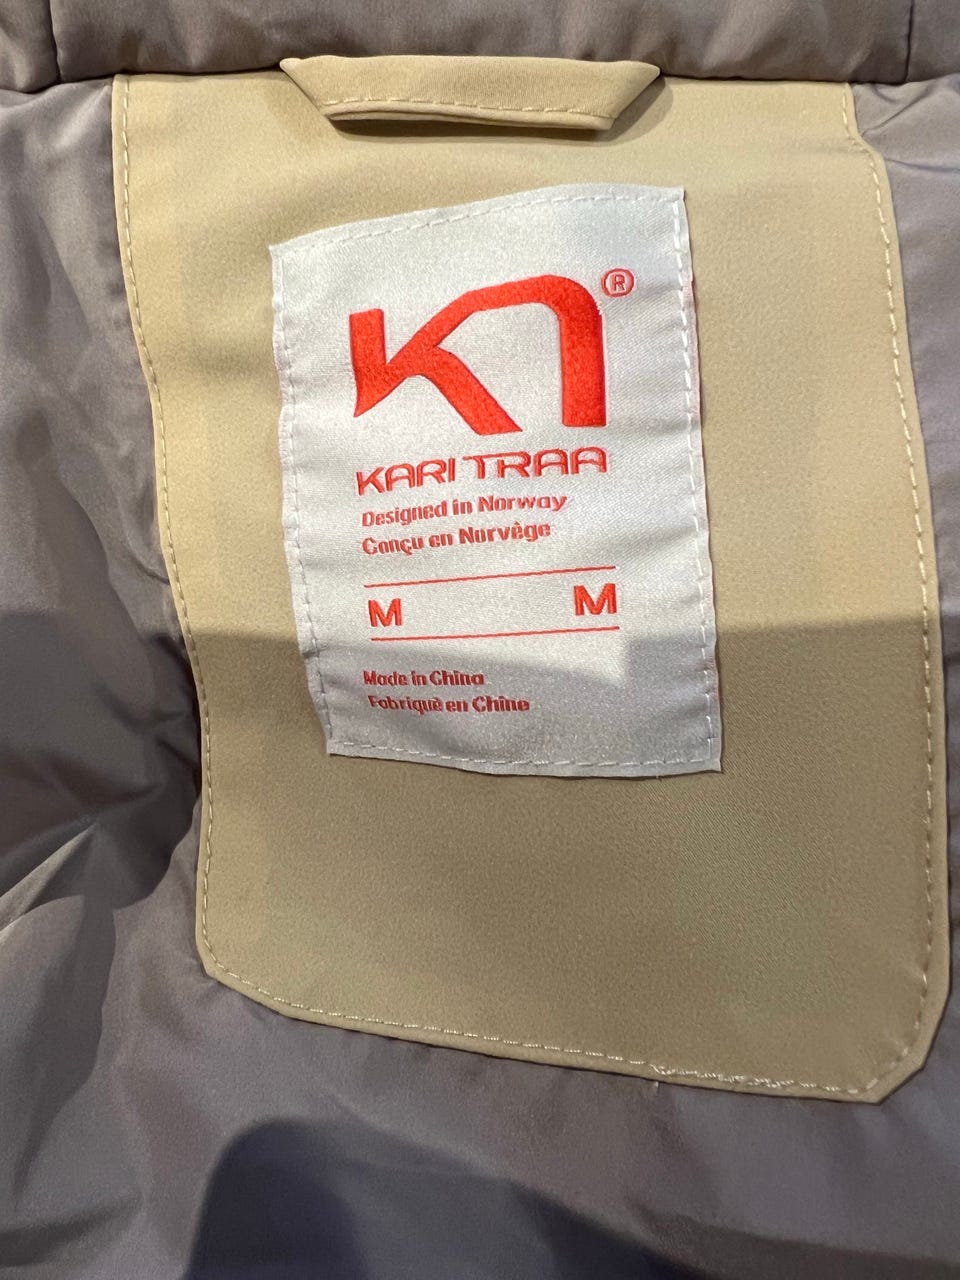 ®
KARI TRAA
Designed in Norway
Conçu en Norvège
M M
Made in China
Fabriqué en Chine